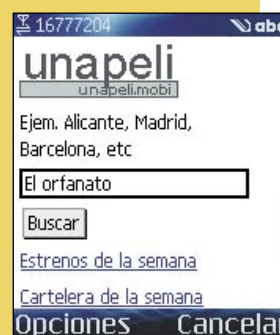 16777204 abc
unapeli
unapeli.mobi
Ejem. Alicante, Madrid,
Barcelona, etc
El orfanato
Buscar
Estrenos de la semana
Cartelera de la semana
Opciones Cancela